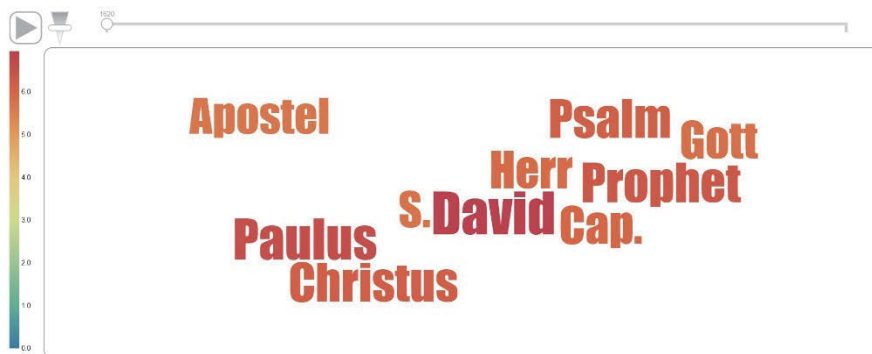 1620
6.0
5.0
4.0
3.0
2.0
1.0
0.0
Apostel
Psalm
Gott
Herr
Prophet
S. David Cap.
Paulus
Christus